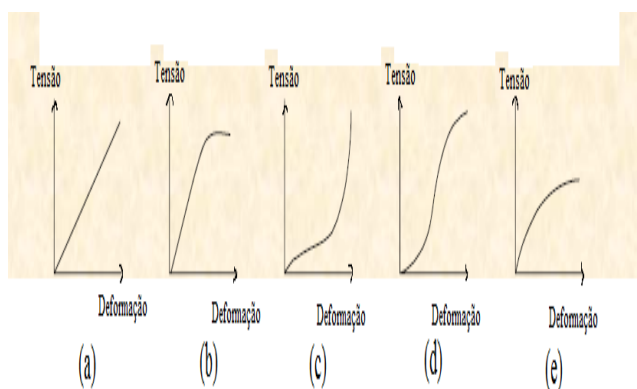 Tensão
Tensão
Tensão
Tensão
Tensão
Deformação
Deformação
Deformação
Deformação
Deformação
(a)
(b)
(c)
(d)
(e)